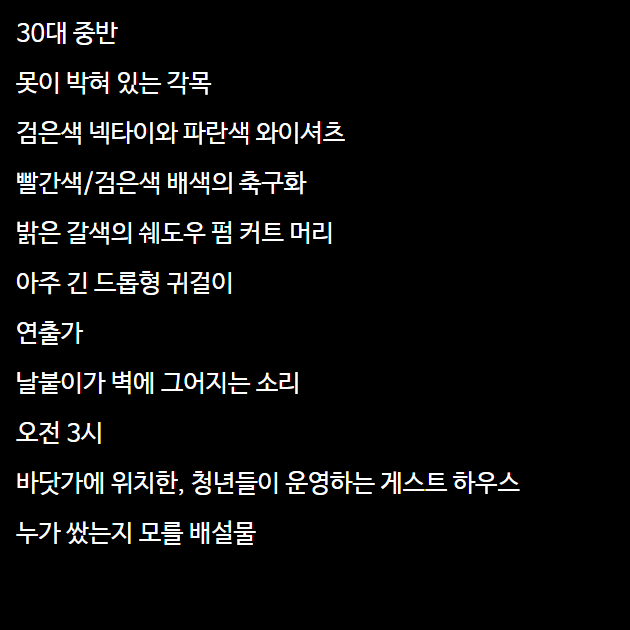 30대 중반
못이 박혀 있는 각목
검은색 넥타이와 파란색 와이셔츠
빨간색/검은색 배색의 축구화
밝은 갈색의 쉐도우 펌 커트 머리
아주 긴 드롭형 귀걸이
연출가
날붙이가 벽에 그어지는 소리
오전 3시
바닷가에 위치한, 청년들이 운영하는 게스트 하우스
누가 쌌는지 모를 배설물